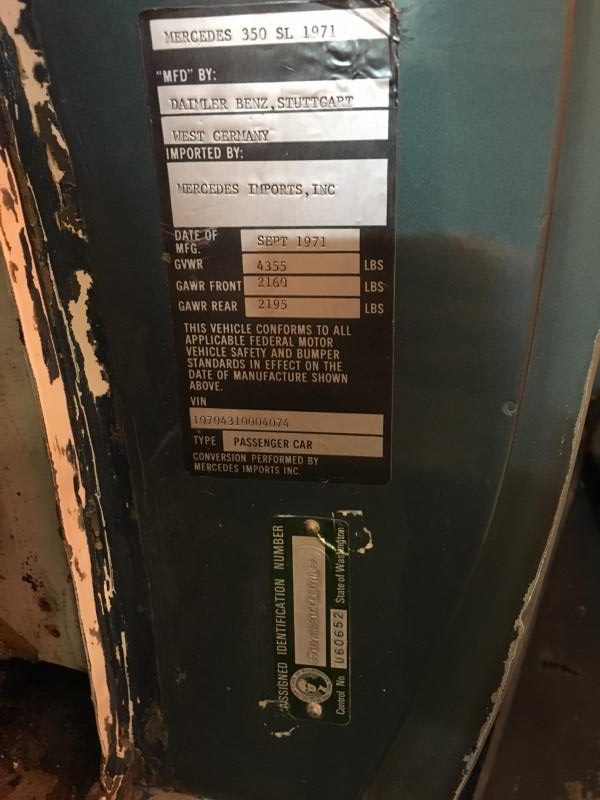 MERCEDES 350 SL 1971
"MFD" BY:
DAIMLER BENZ,STUTTGART
WEST GERMANY
IMPORTED BY:
MERCEDES IMPORTS,INC
DATE OF MFG. SEPT 1971
GVWR 4355 LBS
GAWR FRONT 2160 LBS
GAWR REAR 2195 LBS
THIS VEHICLE CONFORMS TO ALL
APPLICABLE FEDERAL MOTOR
VEHICLE SAFETY AND BUMPER
STANDARDS IN EFFECT ON THE
DATE OF MANUFACTURE SHOWN
ABOVE.
VIN
10704310004074
TYPE PASSENGER CAR
CONVERSION PERFORMED BY
MERCEDES IMPORTS INC.
ASSIGNED IDENTIFICATION NUMBER
Control No. U60652 State of Washington